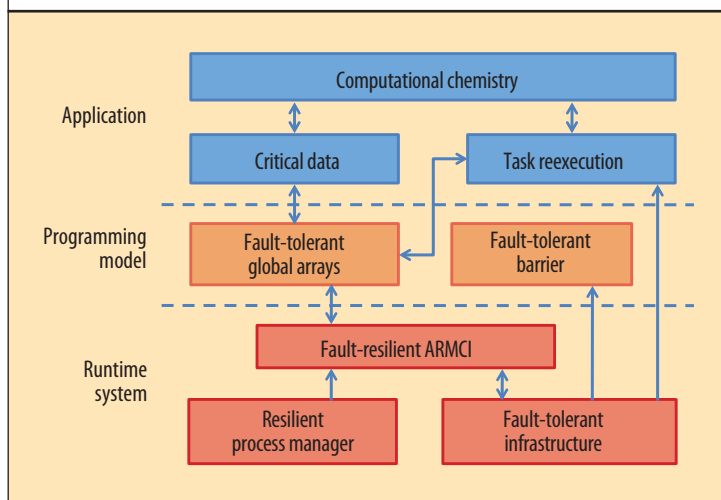 Computational chemistry
Application
Critical data
Task reexecution
Programming
model
Fault-tolerant
global arrays
Fault-tolerant
barrier
Fault-resilient ARMCI
Runtime
system
Resilient
process manager
Fault-tolerant
infrastructure